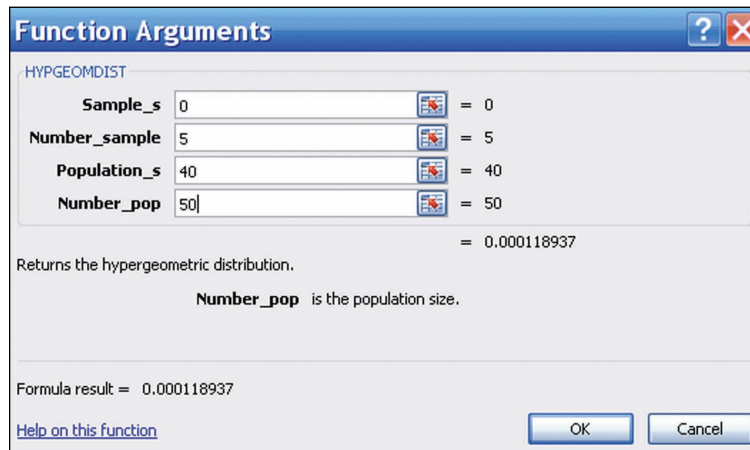 Function Arguments ? X
HYPGEOMDIST
Sample_s 0 = 0
Number_sample 5 = 5
Population_s 40 = 40
Number_pop 50 = 50
= 0.000118937
Returns the hypergeometric distribution.
Number_pop is the population size.
Formula result = 0.000118937
Help on this function OK Cancel